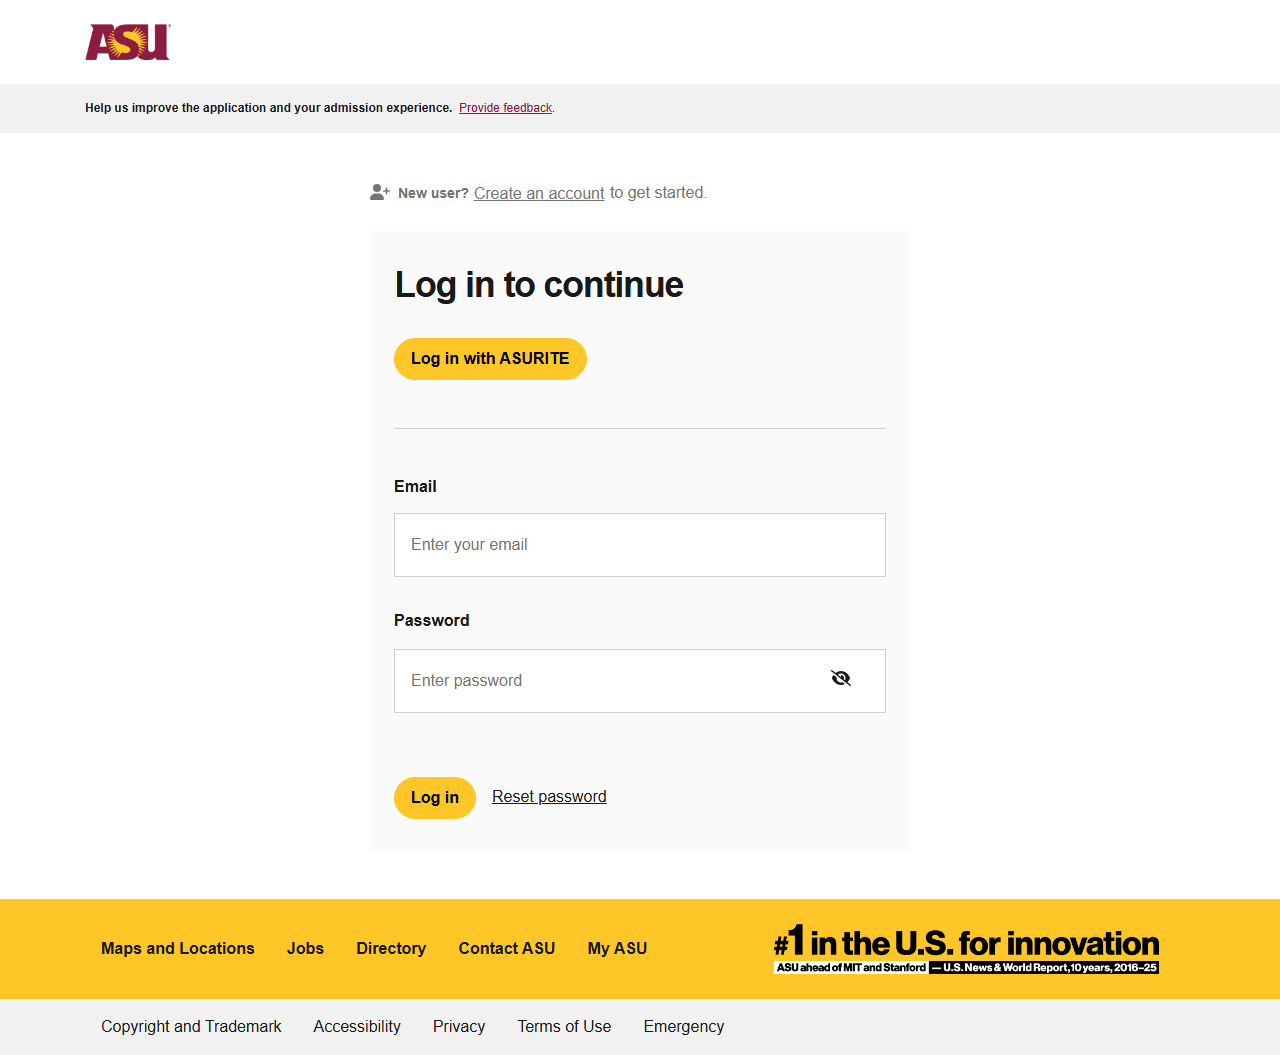 ASU
Help us improve the application and your admission experience. Provide feedback.
New user? Create an account to get started.
Log in to continue
Log in with ASURITE
Email
Enter your email
Password
Enter password
Log in Reset password
Maps and Locations Jobs Directory Contact ASU My ASU
#1 in the U.S. for innovation
ASU ahead of MIT and Stanford — U.S. News & World Report, 10 years, 2016–25
Copyright and Trademark Accessibility Privacy Terms of Use Emergency